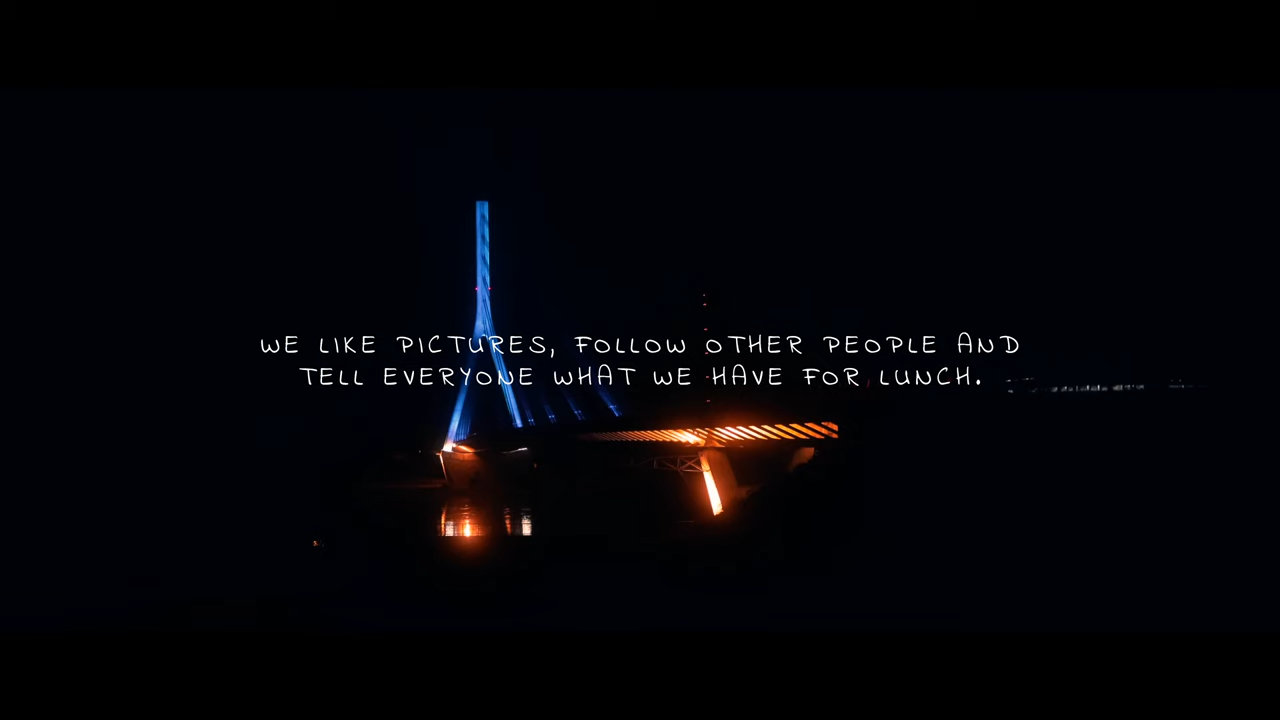 WE LIKE PICTURES, FOLLOW OTHER PEOPLE AND
TELL EVERYONE WHAT WE HAVE FOR LUNCH.